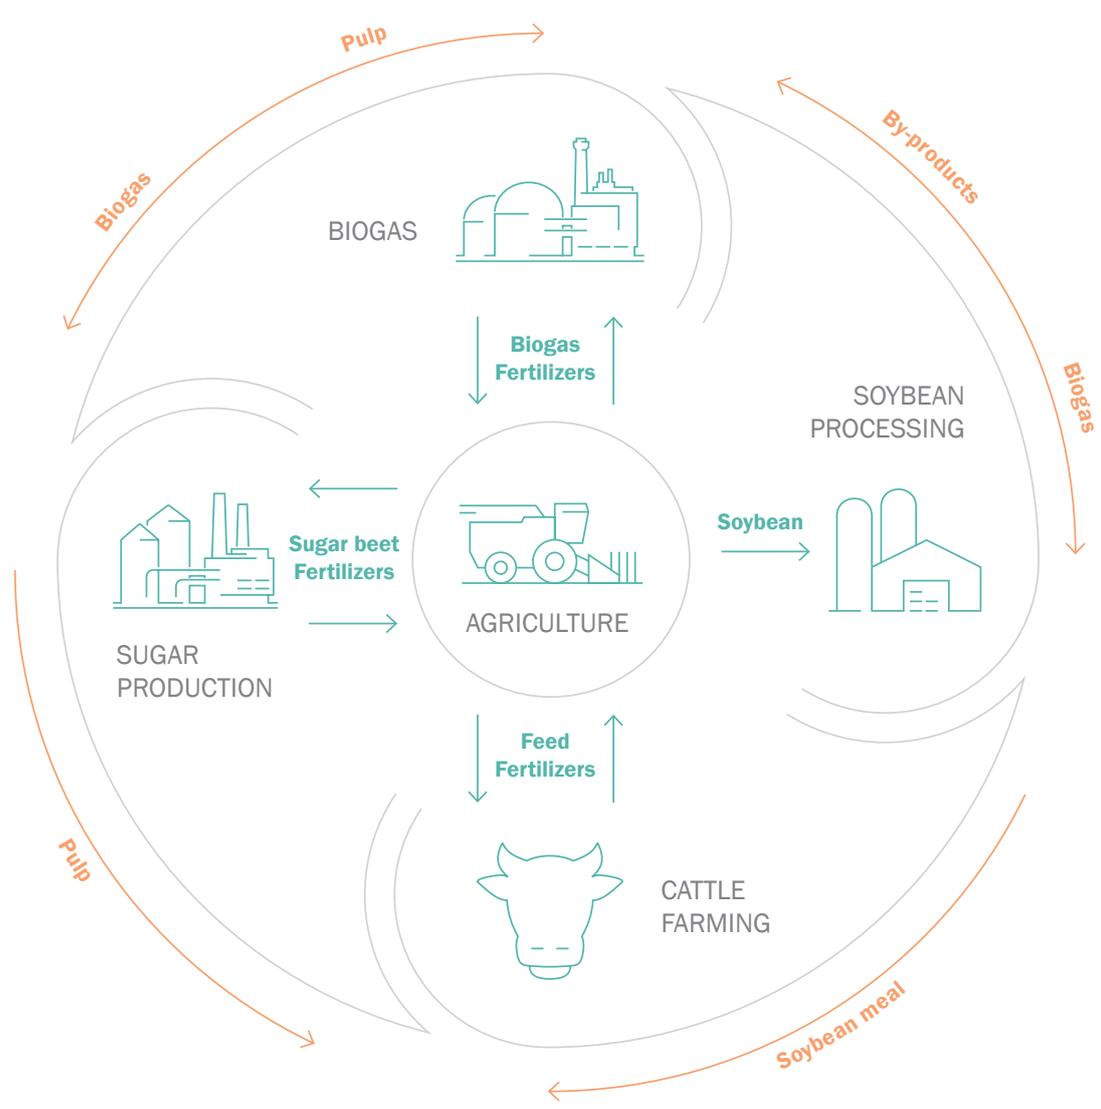 Pulp
By-products
Biogas
BIOGAS
Biogas
Fertilizers
Biogas
SOYBEAN
PROCESSING
Soybean
Sugar beet
Fertilizers
AGRICULTURE
SUGAR
PRODUCTION
Feed
Fertilizers
Pulp
CATTLE
FARMING
Soybean meal